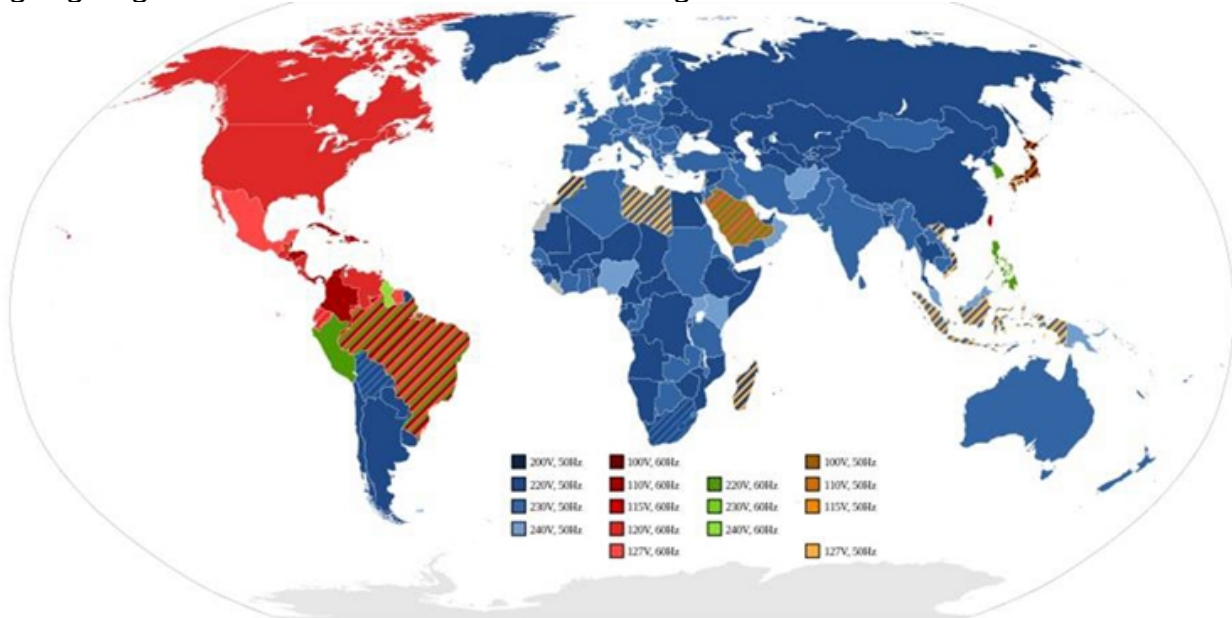 200V, 50Hz
220V, 50Hz
230V, 50Hz
240V, 50Hz
100V, 60Hz
110V, 60Hz
115V, 60Hz
120V, 60Hz
127V, 60Hz
220V, 60Hz
230V, 60Hz
240V, 60Hz
100V, 50Hz
110V, 50Hz
115V, 50Hz
127V, 50Hz